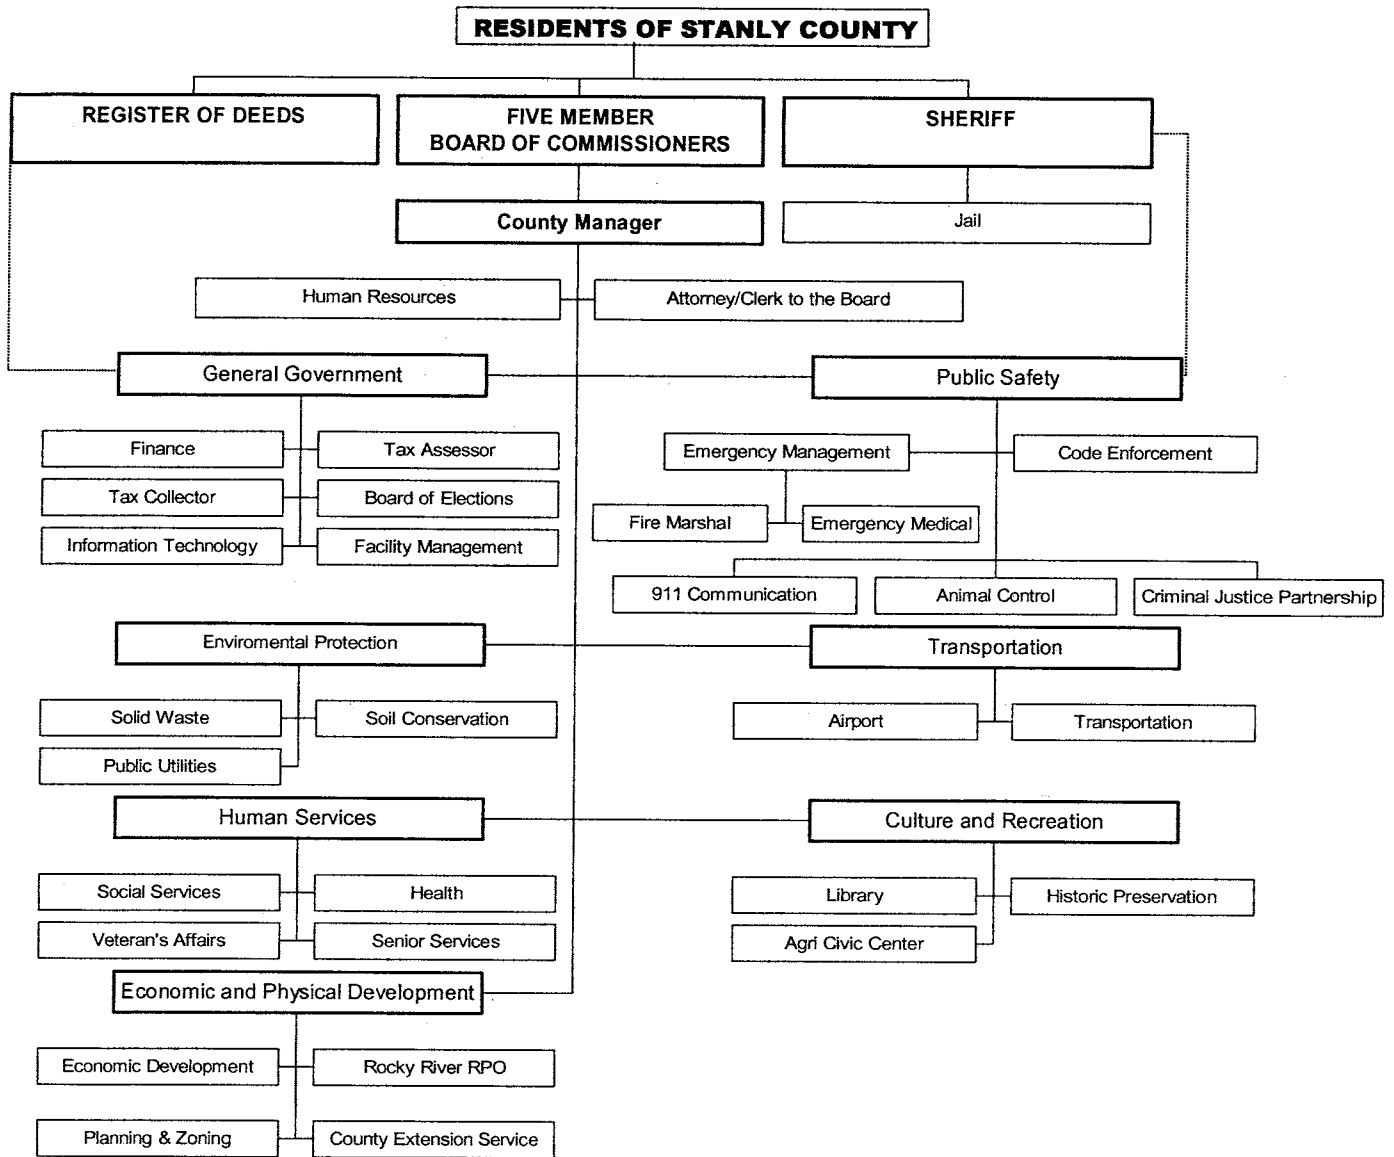 RESIDENTS OF STANLY COUNTY
REGISTER OF DEEDS
FIVE MEMBER
BOARD OF COMMISSIONERS
SHERIFF
County Manager
Jail
Human Resources
Attorney/Clerk to the Board
General Government
Public Safety
Finance
Tax Assessor
Emergency Management
Code Enforcement
Tax Collector
Board of Elections
Fire Marshal
Emergency Medical
Information Technology
Facility Management
911 Communication
Animal Control
Criminal Justice Partnership
Enviromental Protection
Transportation
Solid Waste
Soil Conservation
Airport
Transportation
Public Utilities
Human Services
Culture and Recreation
Social Services
Health
Library
Historic Preservation
Veteran's Affairs
Senior Services
Agri Civic Center
Economic and Physical Development
Economic Development
Rocky River RPO
Planning & Zoning
County Extension Service